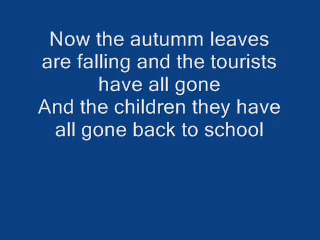 Now the autumm leaves
are falling and the tourists
have all gone
And the children they have
all gone back to school